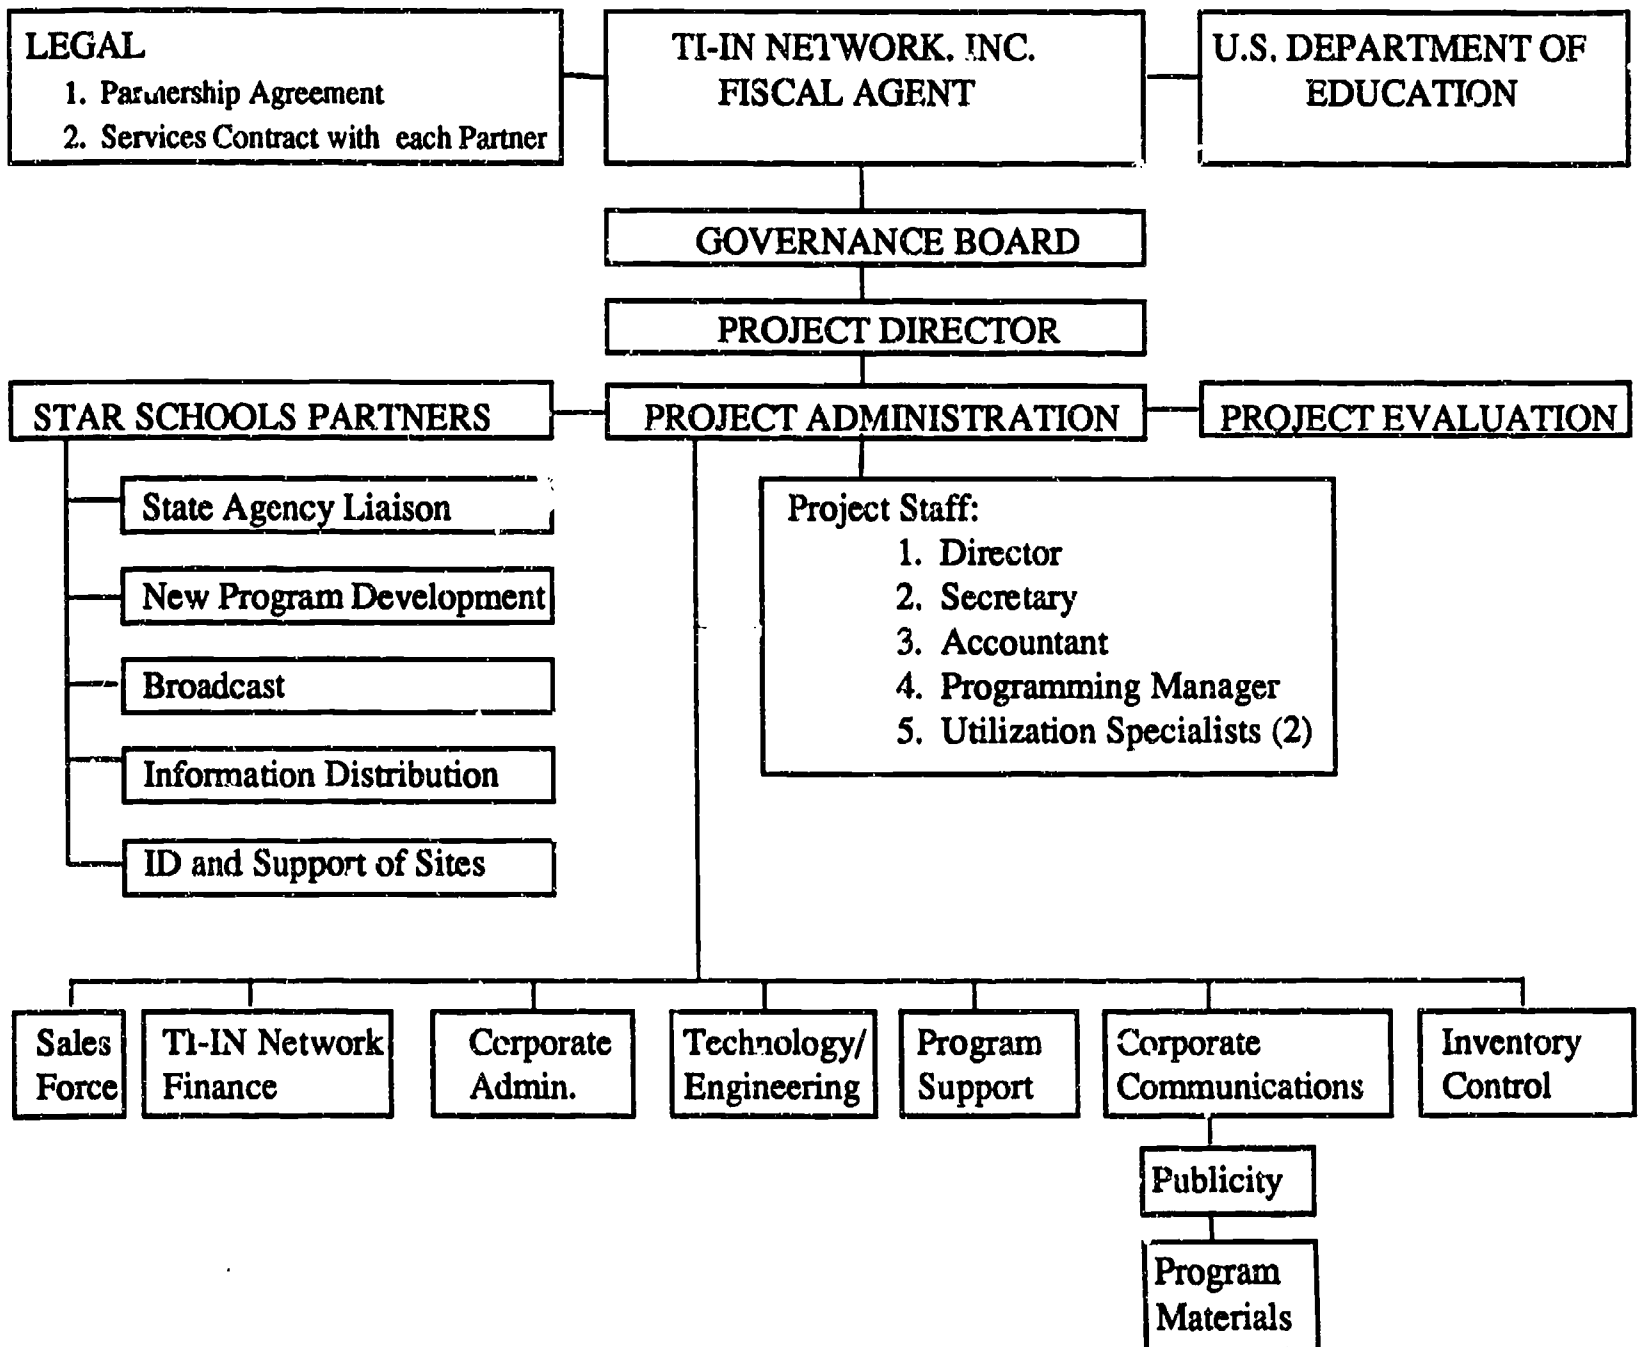 LEGAL
1. Partnership Agreement
2. Services Contract with each Partner
TI-IN NETWORK, INC.
FISCAL AGENT
U.S. DEPARTMENT OF
EDUCATION
GOVERNANCE BOARD
PROJECT DIRECTOR
STAR SCHOOLS PARTNERS
PROJECT ADMINISTRATION
PROJECT EVALUATION
State Agency Liaison
New Program Development
Broadcast
Information Distribution
ID and Support of Sites
Project Staff:
1. Director
2. Secretary
3. Accountant
4. Programming Manager
5. Utilization Specialists (2)
Sales
Force
TI-IN Network
Finance
Corporate
Admin.
Technology/
Engineering
Program
Support
Corporate
Communications
Inventory
Control
Publicity
Program
Materials